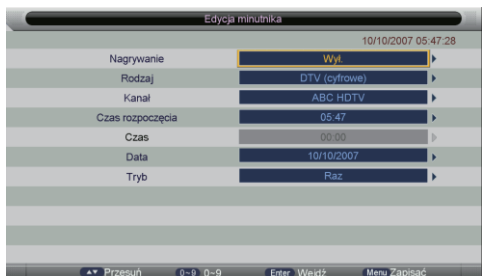 Edycja minutnika
10/10/2007 05:47:28
Nagrywanie Wył.
Rodzaj DTV (cyfrowe)
Kanał ABC HDTV
Czas rozpoczęcia 05:47
Czas 00:00
Data 10/10/2007
Tryb Raz
Przesuń 0~9 0~9 Enter Wejdź Menu Zapisać